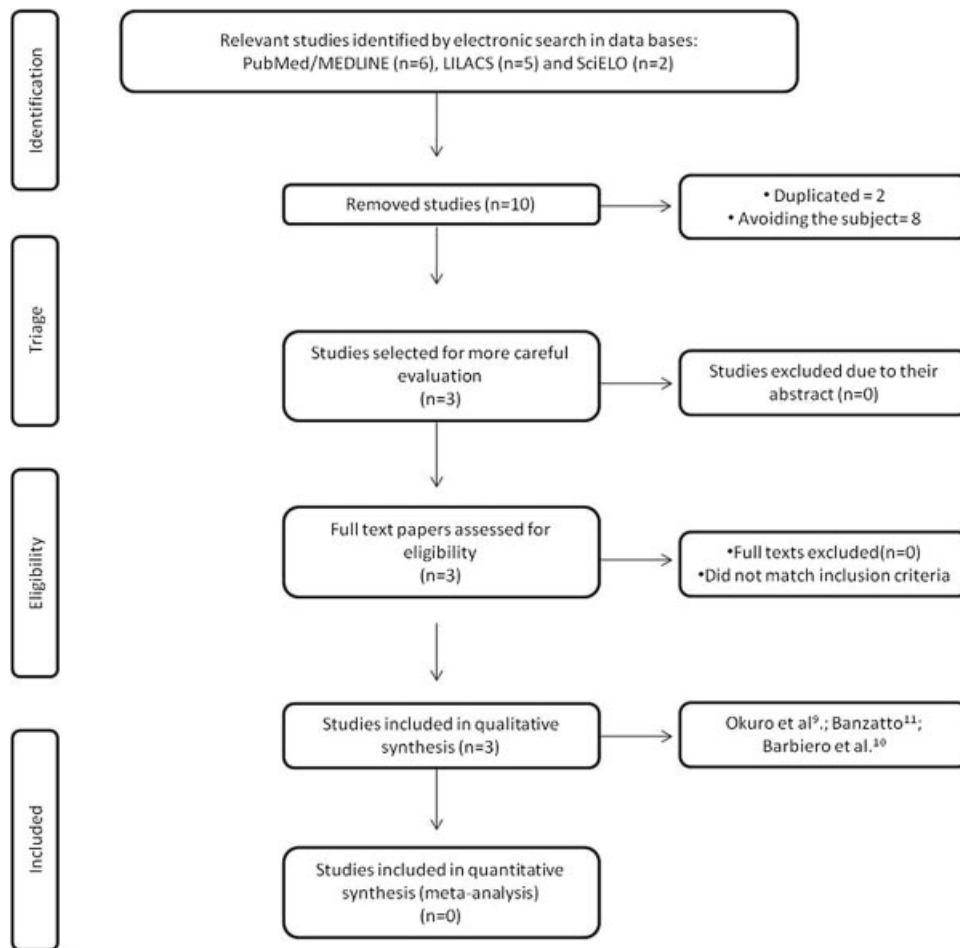 Identification
Relevant studies identified by electronic search in data bases:
PubMed/MEDLINE (n=6), LILACS (n=5) and SciELO (n=2)
Removed studies (n=10)
• Duplicated = 2
• Avoiding the subject= 8
Triage
Studies selected for more careful
evaluation
(n=3)
Studies excluded due to their
abstract (n=0)
Eligibility
Full text papers assessed for
eligibility
(n=3)
•Full texts excluded(n=0)
•Did not match inclusion criteria
Included
Studies included in qualitative
synthesis (n=3)
Okuro et al⁹.; Banzatto¹¹;
Barbiero et al.¹⁰
Studies included in quantitative
synthesis (meta-analysis)
(n=0)